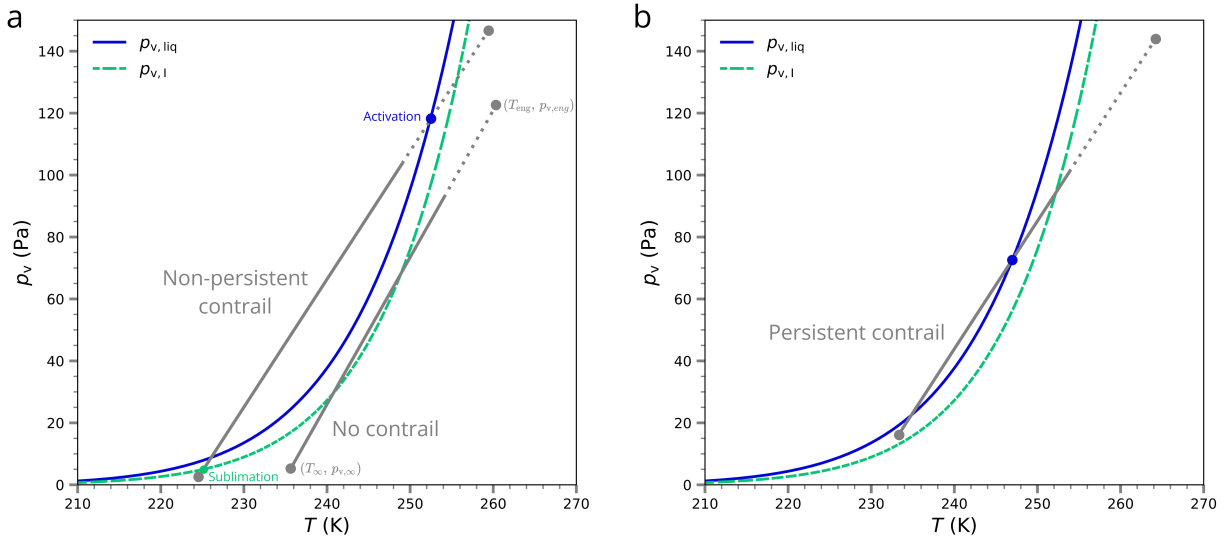 a
b
p_v, liq
p_v, I
140
120
100
80
60
40
20
0
p_v (Pa)
Activation
(T_eng, p_v,eng)
Non-persistent
contrail
No contrail
(T_∞, p_v,∞)
Sublimation
210
220
230
240
250
260
270
T (K)
p_v, liq
p_v, I
140
120
100
80
60
40
20
0
p_v (Pa)
Persistent contrail
210
220
230
240
250
260
270
T (K)